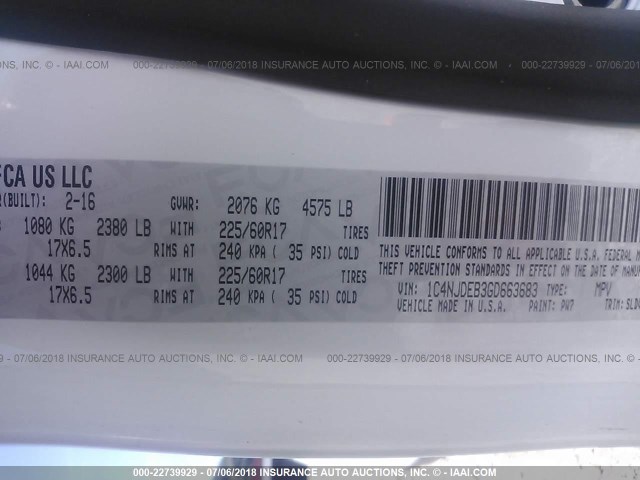 INC. - IAAI.COM 000-22739929 - 07/06/2018 INSURANCE AUTO AUCTIONS, INC. - IAAI.COM 000-22739929 - 07/06/2018
FCA US LLC
R(BUILT): 2-16 GVWR: 2076 KG 4575 LB
1080 KG 2380 LB WITH 225/60R17 TIRES
17X6.5 RIMS AT 240 KPA ( 35 PSI) COLD
1044 KG 2300 LB WITH 225/60R17 TIRES
17X6.5 RIMS AT 240 KPA ( 35 PSI) COLD
THIS VEHICLE CONFORMS TO ALL APPLICABLE U.S.A. FEDERAL M
THEFT PREVENTION STANDARDS IN EFFECT ON THE DATE OF MA
VIN: 1C4NJDEB3GD663683 TYPE: MPV
VEHICLE MADE IN U.S.A. PAINT: PW7 TRIM: SLD
000-22739929 - 07/06/2018 INSURANCE AUTO AUCTIONS, INC. - IAAI.COM 000-22739929 - 07/06/2018 INSURANCE A
000-22739929 - 07/06/2018 INSURANCE AUTO AUCTIONS, INC. - IAAI.COM